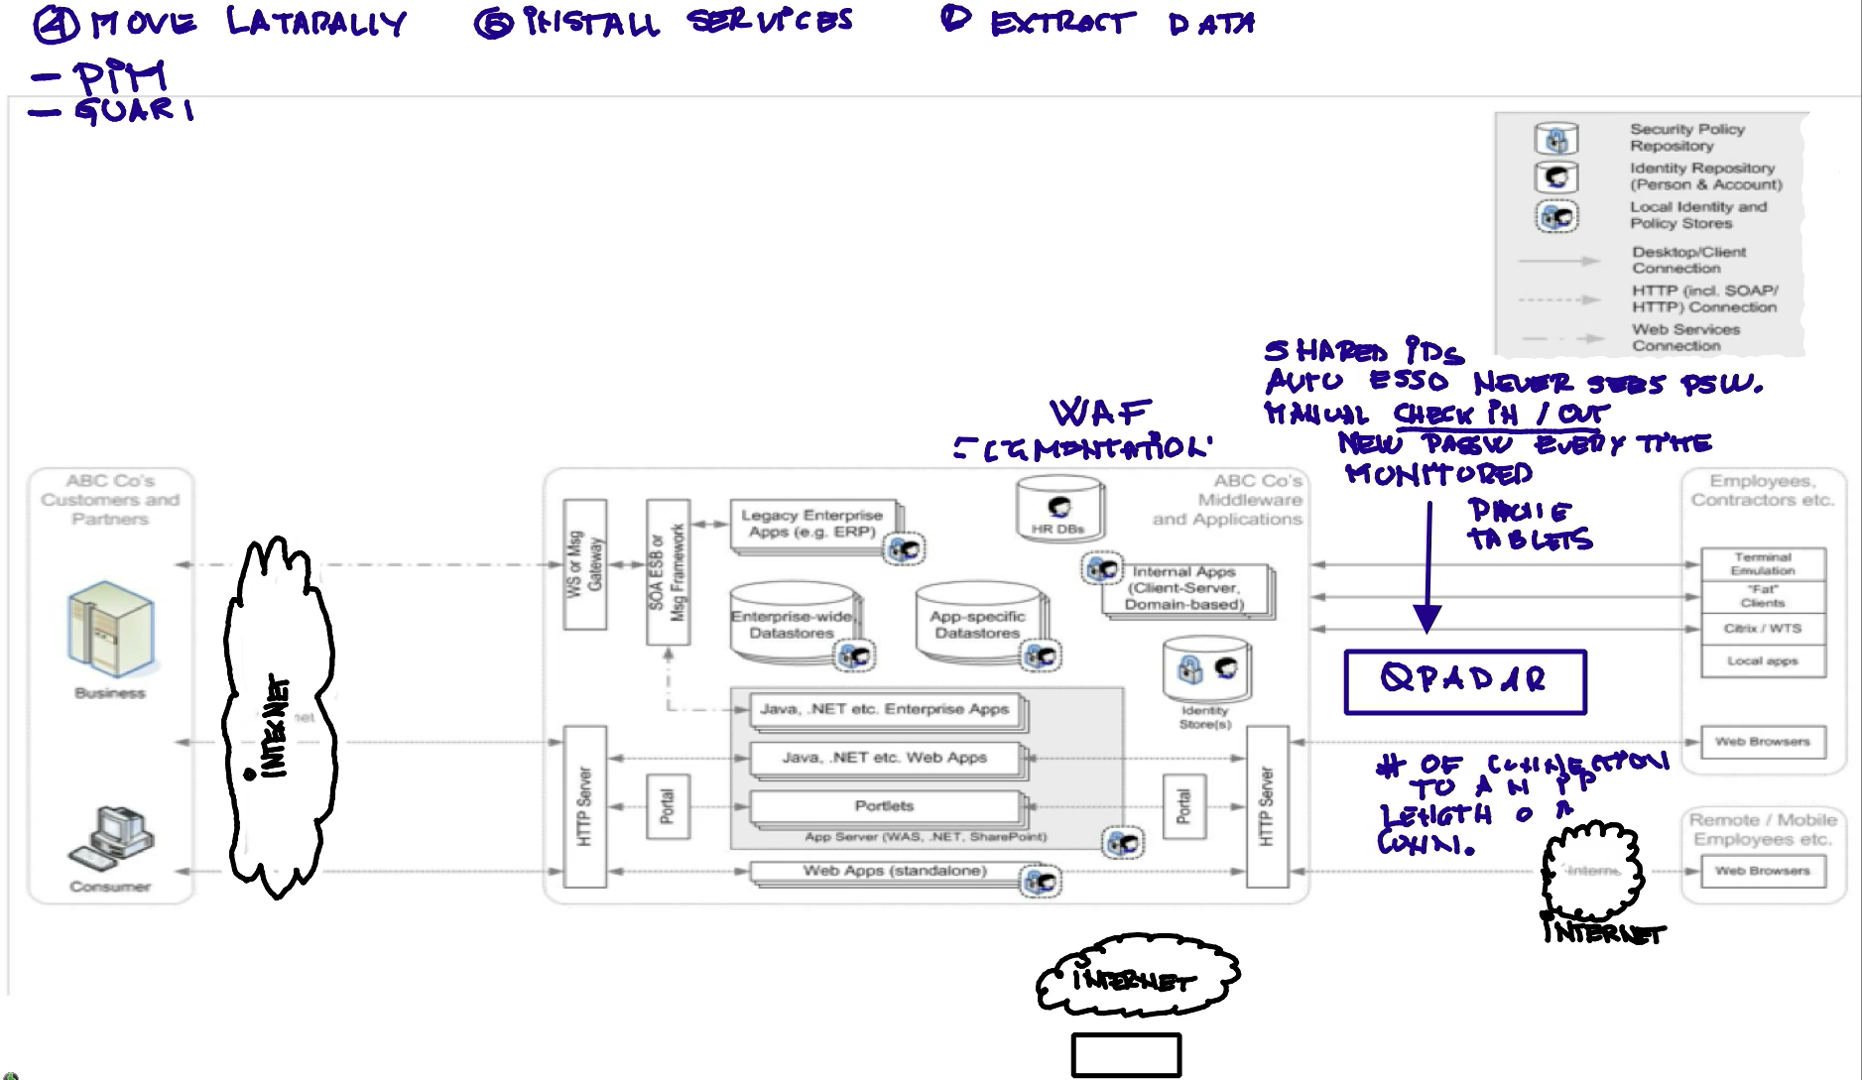 ④ MOVE LATARALLY ⑤ INSTALL SERVICES EXTRACT DATA
— PIM
— GUARI
Security Policy
Repository
Identity Repository
(Person & Account)
Local Identity and
Policy Stores
Desktop/Client
Connection
HTTP (incl. SOAP/
HTTP) Connection
Web Services
Connection
SHARED IDs
AUTO ESSO NEVER SEES PSW.
MANUAL CHECK IN / OUT
NEW PASSW EVERY TIME
MONITORED
TABLETS
WAF
ABC Co's
Customers and
Partners
Business
Consumer
INTERNET
net
ABC Co's
Middleware
and Applications
WS or Msg
Gateway
SOA ESB or
Msg Framework
Legacy Enterprise
Apps (e.g. ERP)
HR DBs
Internal Apps
(Client-Server,
Domain-based)
Enterprise-wide
Datastores
App-specific
Datastores
Identity
Store(s)
Java, .NET etc. Enterprise Apps
Java, .NET etc. Web Apps
Portlets
App Server (WAS, .NET, SharePoint)
Web Apps (standalone)
HTTP Server
Portal
Portal
HTTP Server
QRADAR
# OF CONNECTION
TO AN
LENGTH
CONN.
Employees,
Contractors etc.
Terminal
Emulation
"Fat"
Clients
Citrix / WTS
Local apps
Web Browsers
Remote / Mobile
Employees etc.
Web Browsers
Interne
INTERNET
INTERNET